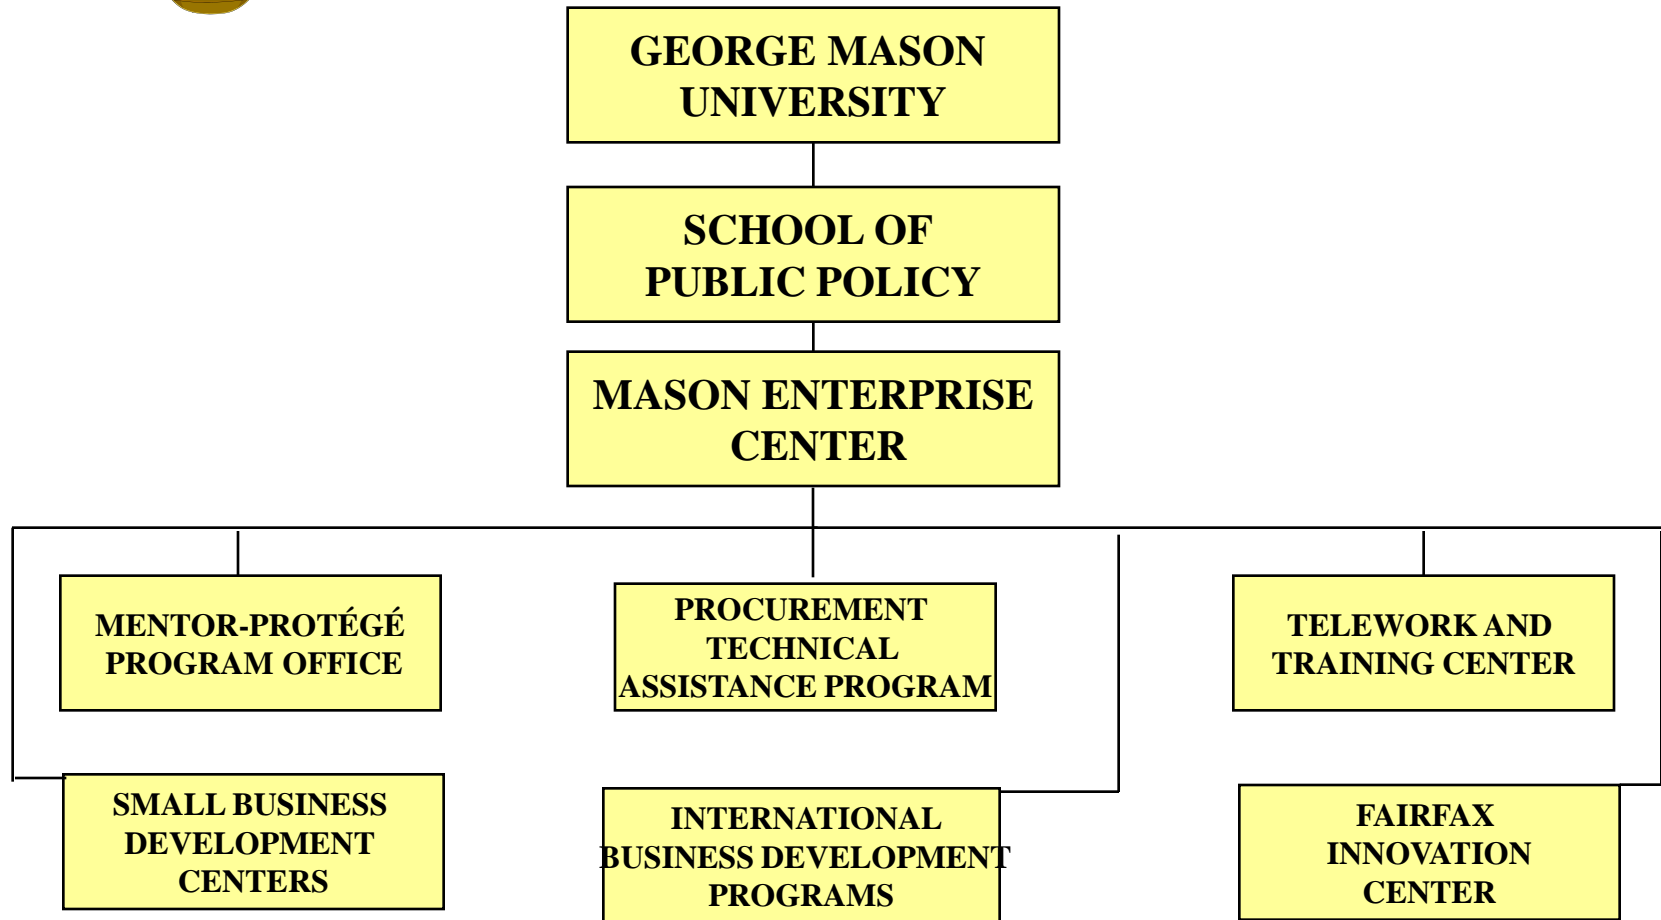 GEORGE MASON
UNIVERSITY
SCHOOL OF
PUBLIC POLICY
MASON ENTERPRISE
CENTER
MENTOR-PROTÉGÉ
PROGRAM OFFICE
PROCUREMENT
TECHNICAL
ASSISTANCE PROGRAM
TELEWORK AND
TRAINING CENTER
SMALL BUSINESS
DEVELOPMENT
CENTERS
INTERNATIONAL
BUSINESS DEVELOPMENT
PROGRAMS
FAIRFAX
INNOVATION
CENTER